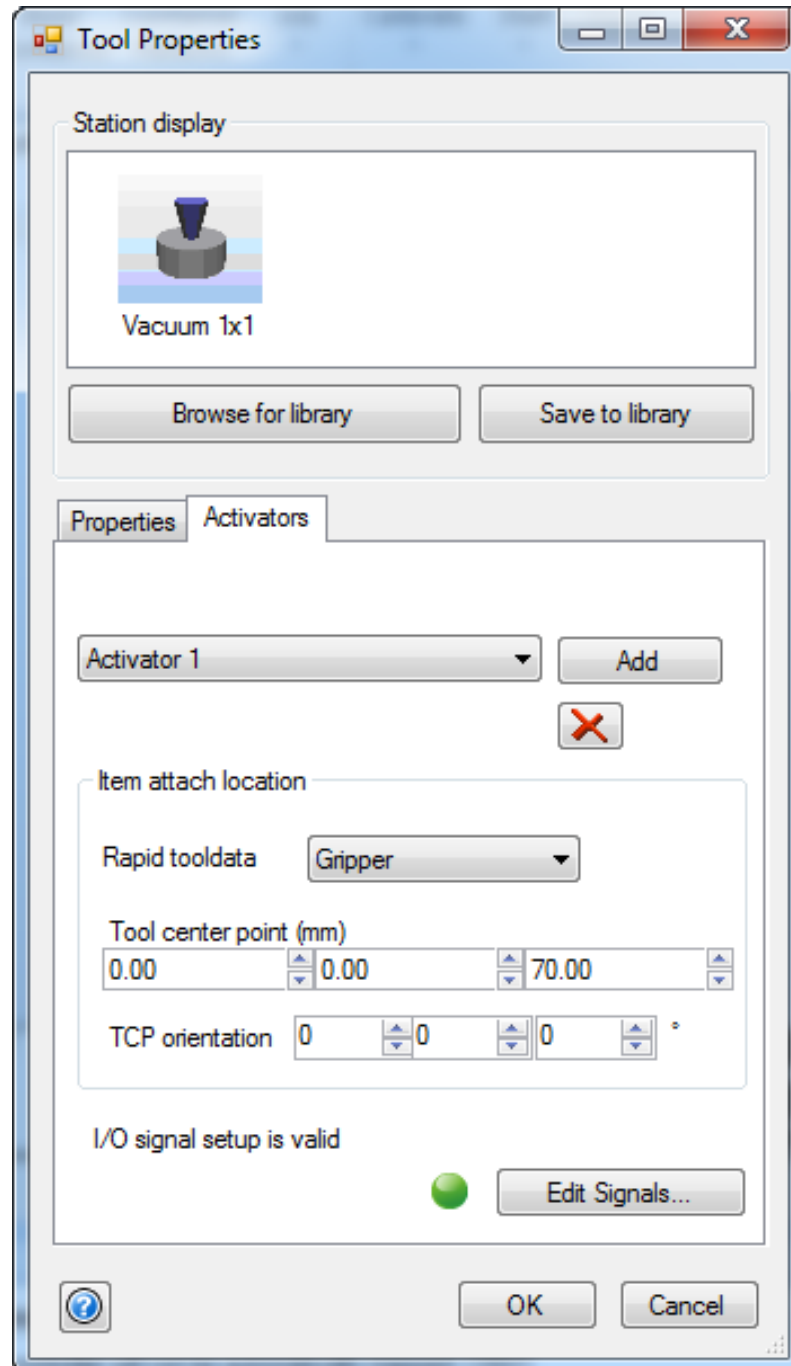 Tool Properties
Station display
Vacuum 1x1
Browse for library
Save to library
Properties
Activators
Activator 1
Add
Item attach location
Rapid tooldata
Gripper
Tool center point (mm)
0.00
0.00
70.00
TCP orientation
0
0
0
°
I/O signal setup is valid
Edit Signals...
OK
Cancel